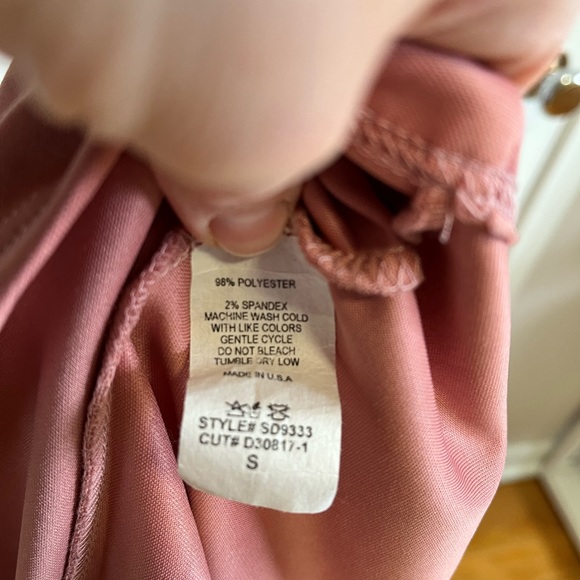 98% POLYESTER
2% SPANDEX
MACHINE WASH COLD
WITH LIKE COLORS
GENTLE CYCLE
DO NOT BLEACH
TUMBLE DRY LOW
MADE IN U.S.A
STYLE# SD9333
CUT# D30817-1
S